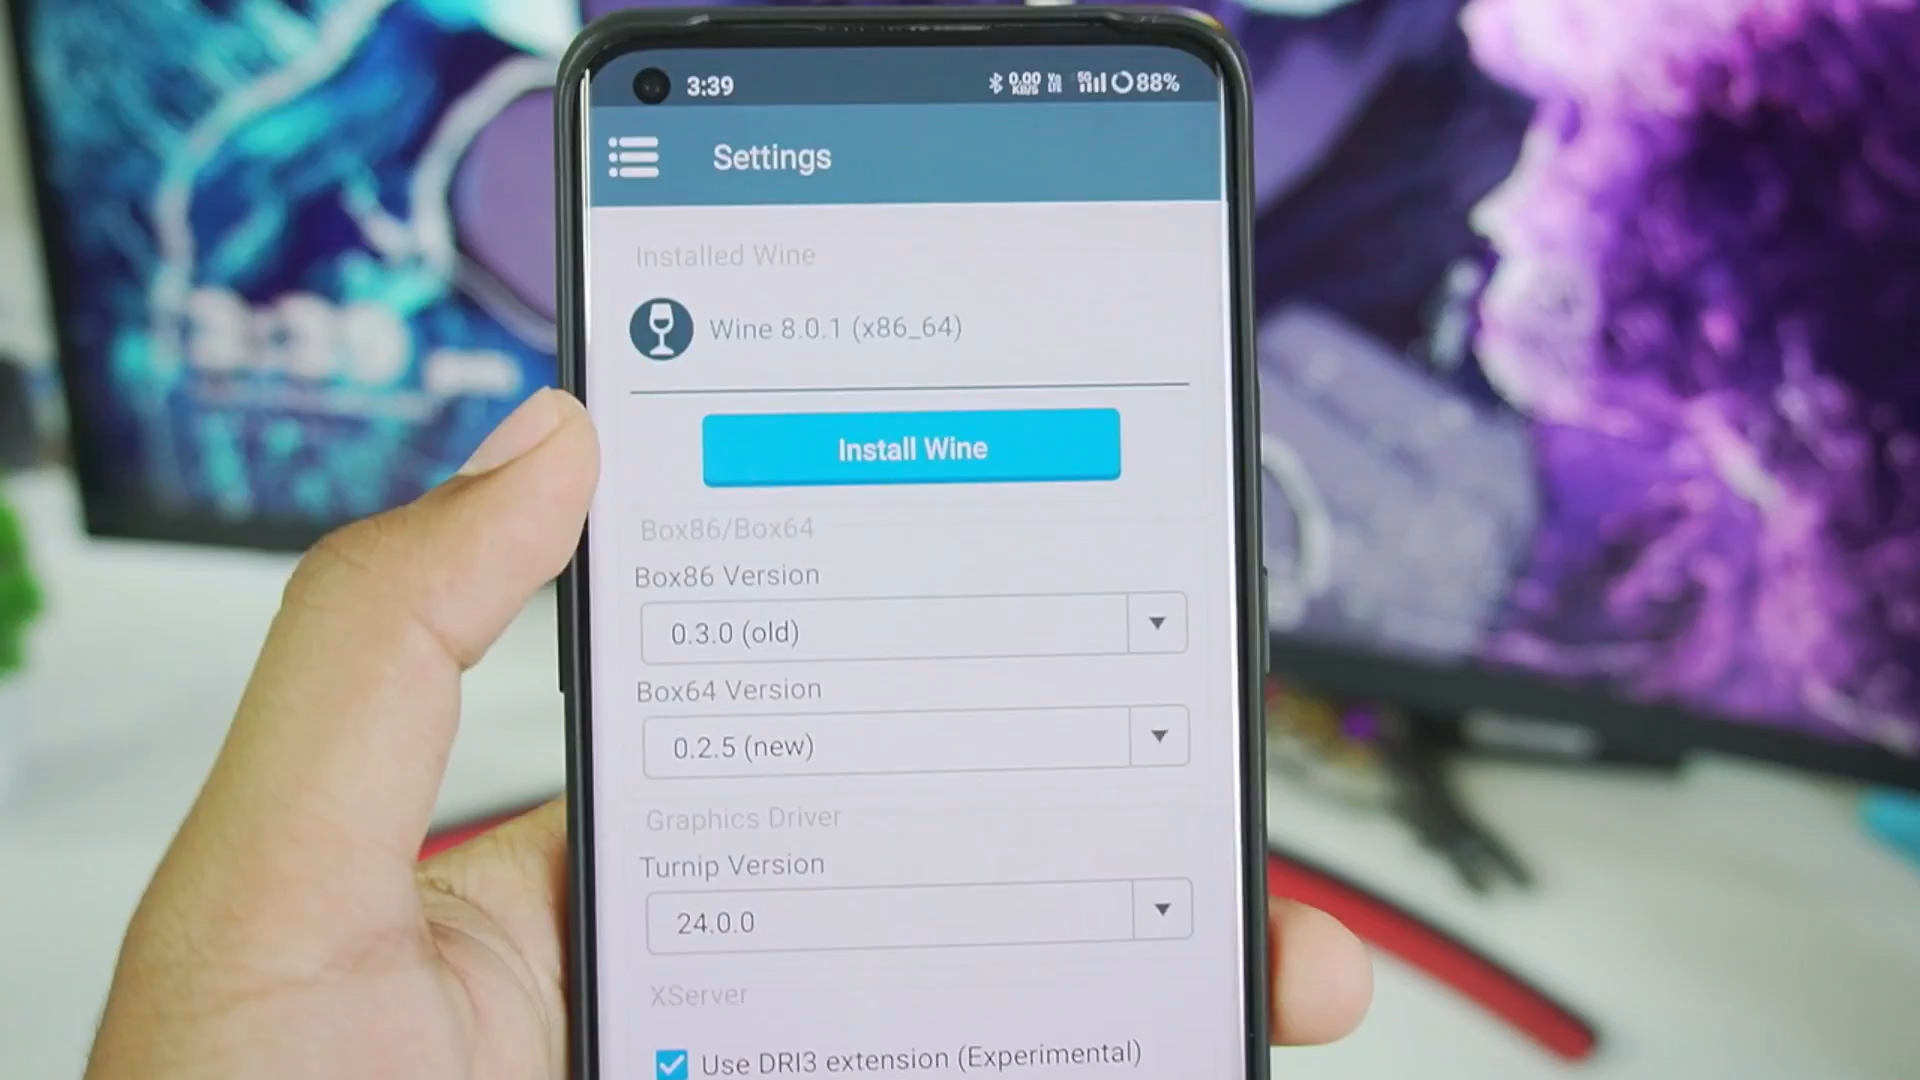 3:39
0.00 KB/S
5G
88%
Settings
Installed Wine
Wine 8.0.1 (x86_64)
Install Wine
Box86/Box64
Box86 Version
0.3.0 (old)
Box64 Version
0.2.5 (new)
Graphics Driver
Turnip Version
24.0.0
XServer
Use DRI3 extension (Experimental)